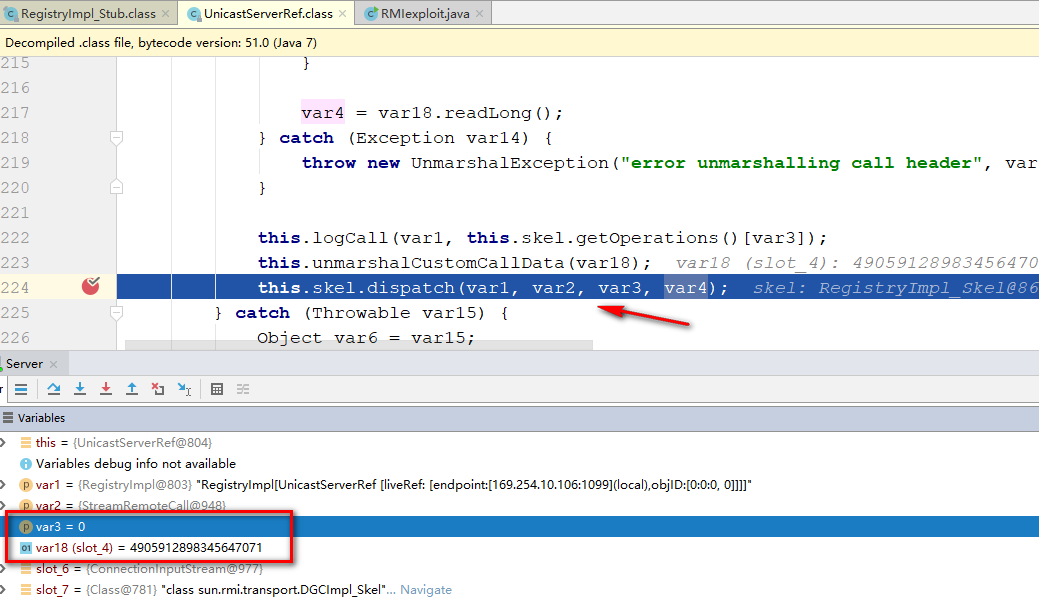 RegistryImpl_Stub.class × UnicastServerRef.class × RMIexploit.java ×
Decompiled .class file, bytecode version: 51.0 (Java 7)
215 }
216
217 var4 = var18.readLong();
218 } catch (Exception var14) {
219 throw new UnmarshalException("error unmarshalling call header", var
220 }
221
222 this.logCall(var1, this.skel.getOperations()[var3]);
223 this.unmarshalCustomCallData(var18); var18 (slot_4): 49059128983456470
224 this.skel.dispatch(var1, var2, var3, var4); skel: RegistryImpl_Skel@86
225 } catch (Throwable var15) {
226 Object var6 = var15;
Server ×
Variables
this = {UnicastServerRef@804}
Variables debug info not available
var1 = {RegistryImpl@803} "RegistryImpl[UnicastServerRef [liveRef: [endpoint:[169.254.10.106:1099](local),objID:[0:0:0, 0]]]]"
var2 = {StreamRemoteCall@948}
var3 = 0
var18 (slot_4) = 4905912898345647071
slot_6 = {ConnectionInputStream@977}
slot_7 = {Class@781} "class sun.rmi.transport.DGCImpl_Skel"... Navigate